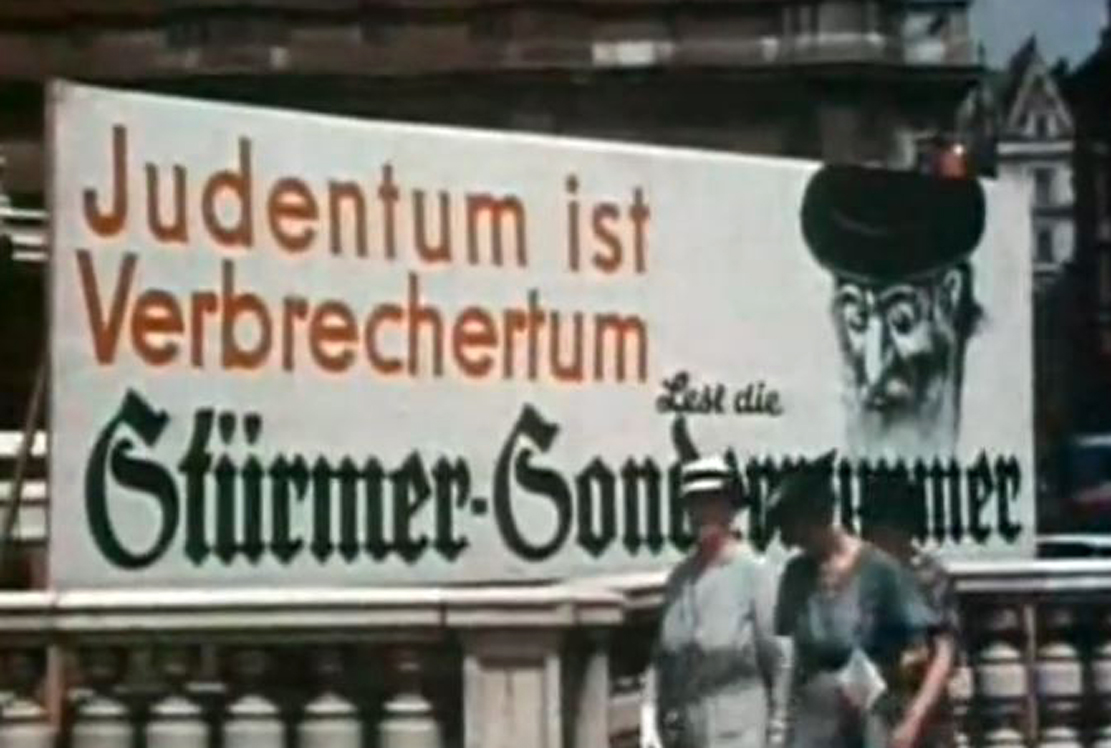 Judentum ist
Verbrechertum
Lest die
Stürmer-Sondernummer